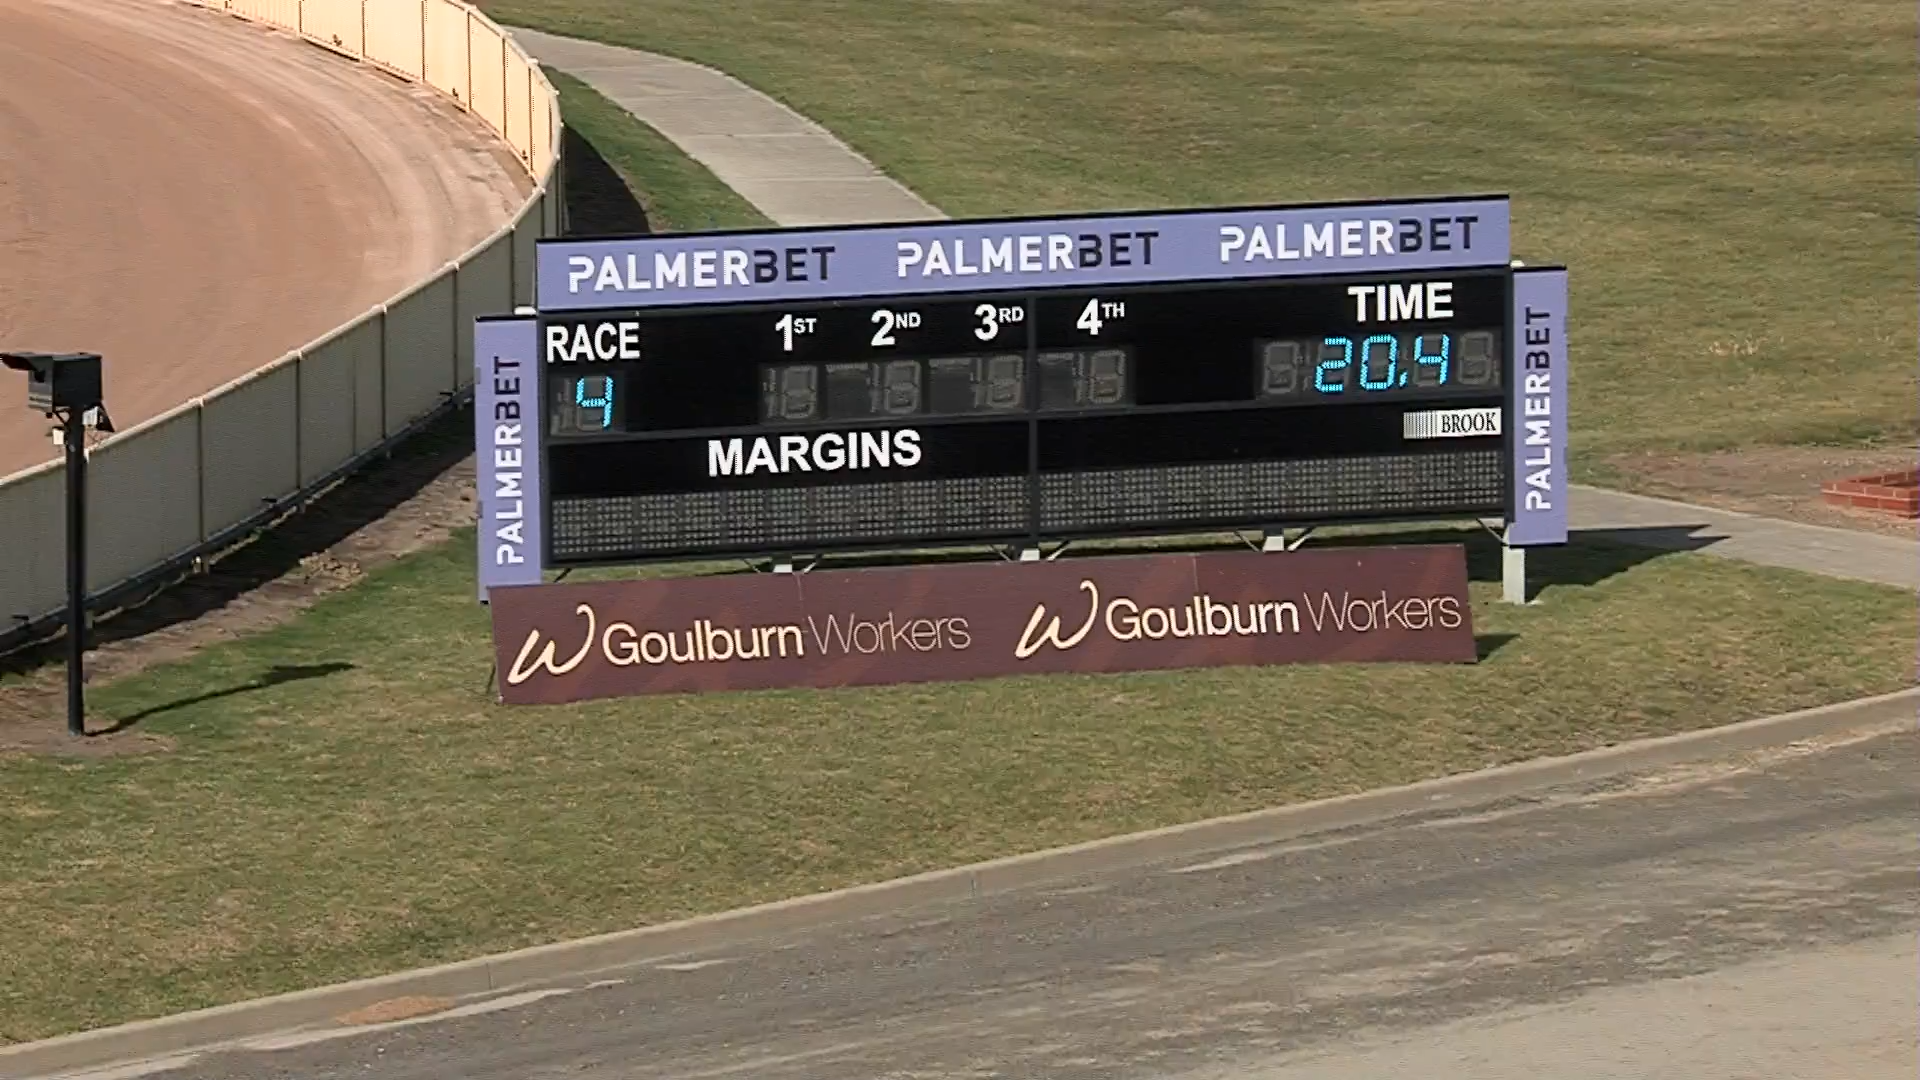 PALMERBET PALMERBET PALMERBET
RACE 1ST 2ND 3RD 4TH TIME
4 20.4
MARGINS
BROOK
PALMERBET
PALMERBET
Goulburn Workers Goulburn Workers